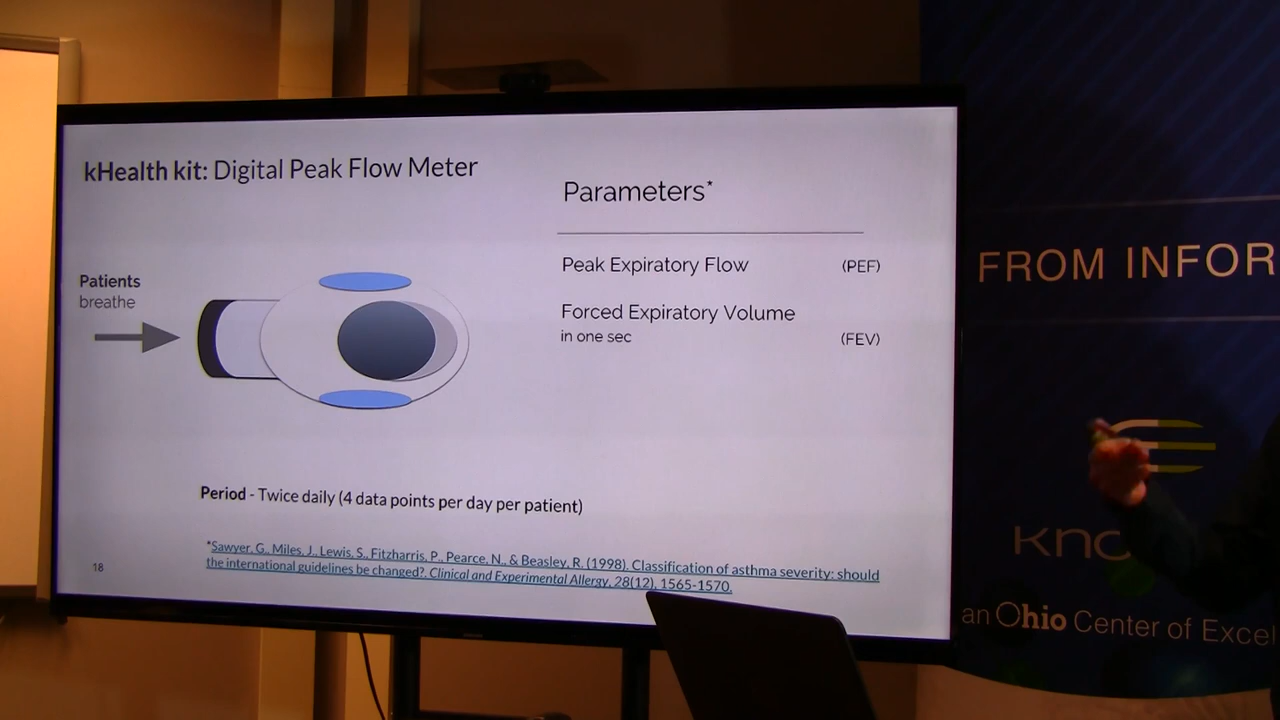 kHealth kit: Digital Peak Flow Meter
Parameters*
Patients
breathe
Peak Expiratory Flow (PEF)
Forced Expiratory Volume
in one sec (FEV)
Period - Twice daily (4 data points per day per patient)
*Sawyer, G., Miles, J., Lewis, S., Fitzharris, P., Pearce, N., & Beasley, R. (1998). Classification of asthma severity: should
the international guidelines be changed?. Clinical and Experimental Allergy, 28(12), 1565-1570.
18
FROM INFOR
kno
an Ohio Center of Excel